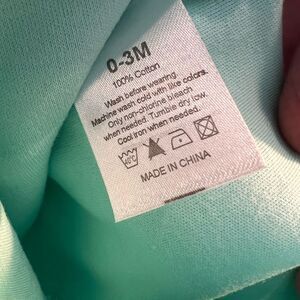 0-3M
100% Cotton
Wash before wearing.
Machine wash cold with like colors.
Only non-chlorine bleach
when needed. Tumble dry low.
Cool iron when needed.
40°C
MADE IN CHINA